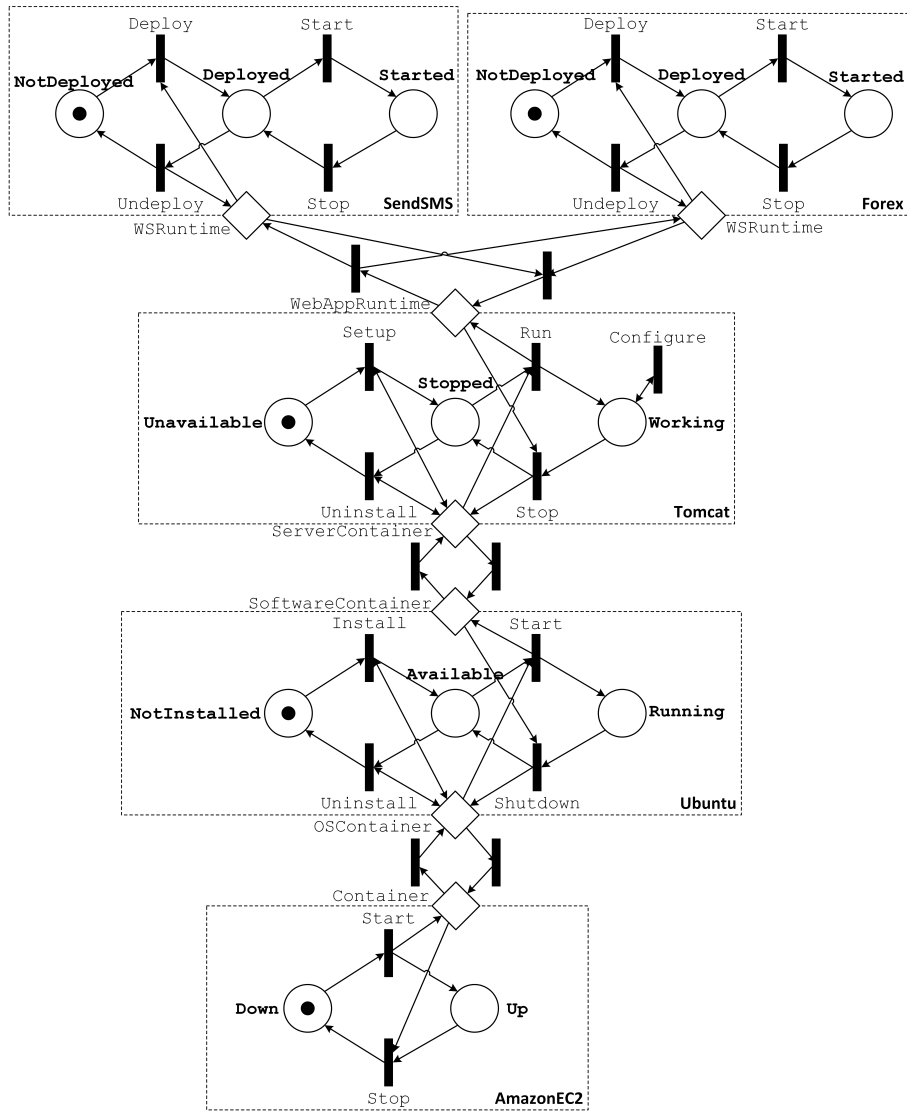 Deploy Start
NotDeployed Deployed Started
Undeploy Stop SendSMS
WSRuntime
Deploy Start
NotDeployed Deployed Started
Undeploy Stop Forex
WSRuntime
WebAppRuntime
Setup Run Configure
Stopped
Unavailable Working
Uninstall Stop Tomcat
ServerContainer
SoftwareContainer
Install Start
Available
NotInstalled Running
Uninstall Shutdown Ubuntu
OSContainer
Container
Start
Down Up
Stop AmazonEC2